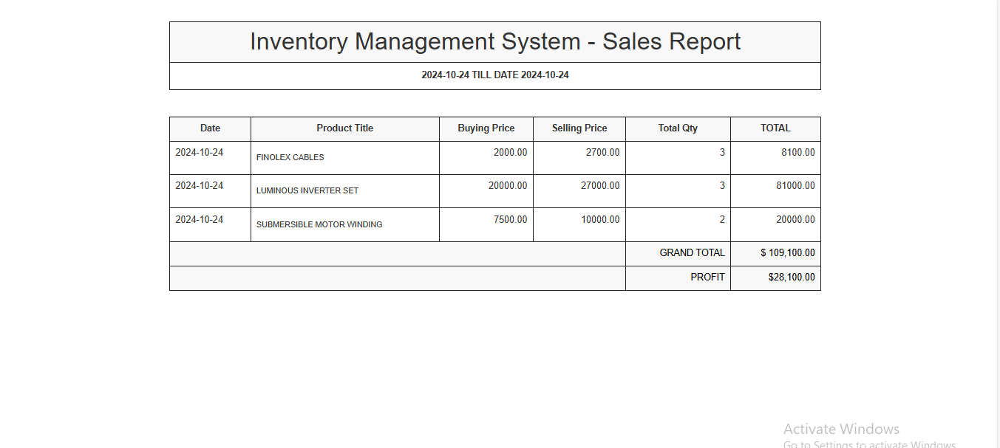 Inventory Management System - Sales Report
2024-10-24 TILL DATE 2024-10-24
Date Product Title Buying Price Selling Price Total Qty TOTAL
2024-10-24 FINOLEX CABLES 2000.00 2700.00 3 8100.00
2024-10-24 LUMINOUS INVERTER SET 20000.00 27000.00 3 81000.00
2024-10-24 SUBMERSIBLE MOTOR WINDING 7500.00 10000.00 2 20000.00
GRAND TOTAL $ 109,100.00
PROFIT $28,100.00
Activate Windows
Go to Settings to activate Windows